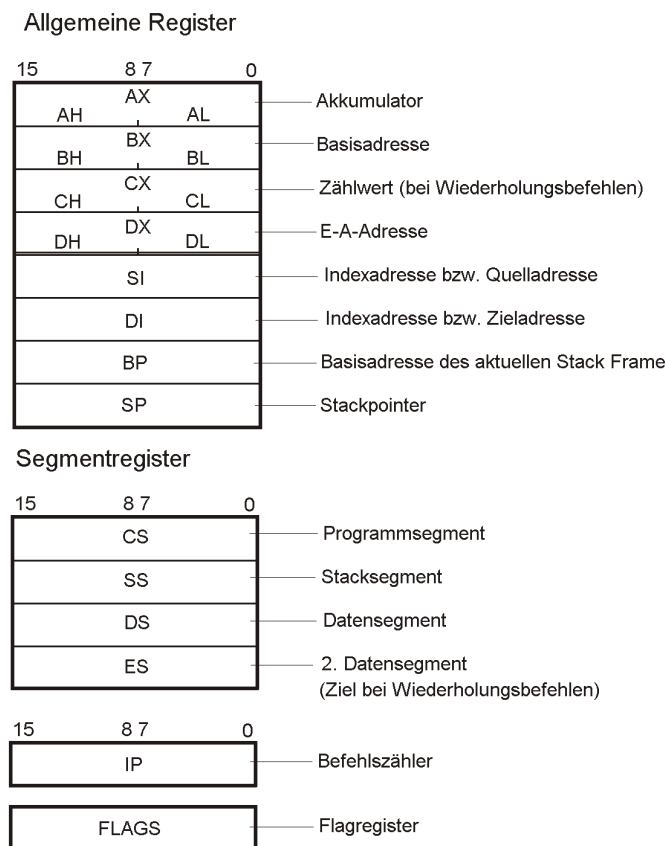 Allgemeine Register
15 8 7 0
AX
AH AL
Akkumulator
BX
BH BL
Basisadresse
CX
CH CL
Zählwert (bei Wiederholungsbefehlen)
DX
DH DL
E-A-Adresse
SI
Indexadresse bzw. Quelladresse
DI
Indexadresse bzw. Zieladresse
BP
Basisadresse des aktuellen Stack Frame
SP
Stackpointer
Segmentregister
15 8 7 0
CS
Programmsegment
SS
Stacksegment
DS
Datensegment
ES
2. Datensegment
(Ziel bei Wiederholungsbefehlen)
15 8 7 0
IP
Befehlszähler
FLAGS
Flagregister